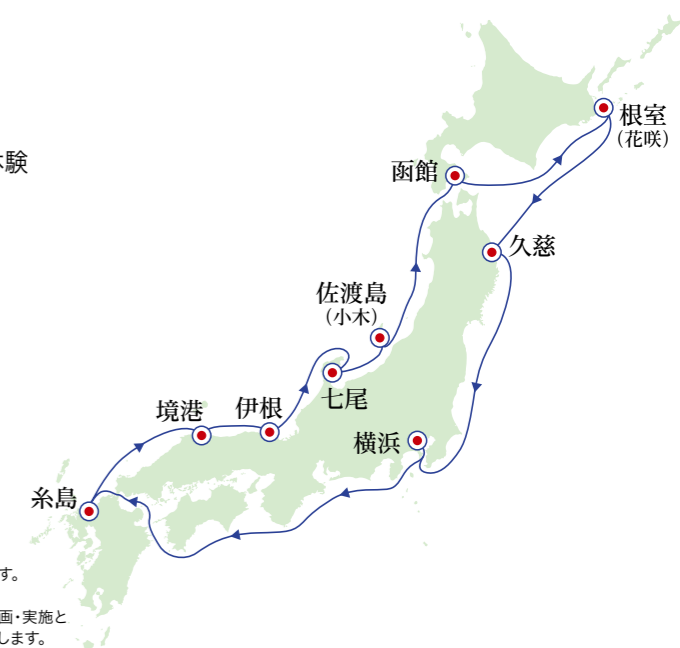 本験
根室
（花咲）
函館
久慈
佐渡島
（小木）
七尾
境港
伊根
横浜
糸島
す。
画・実施と
します。